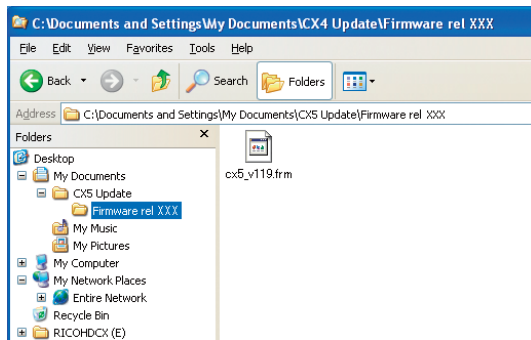 C:\Documents and Settings\My Documents\CX4 Update\Firmware rel XXX
File Edit View Favorites Tools Help
Back Search Folders
Address C:\Documents and Settings\My Documents\CX5 Update\Firmware rel XXX
Folders x
Desktop
My Documents
CX5 Update
Firmware rel XXX
My Music
My Pictures
My Computer
My Network Places
Entire Network
Recycle Bin
RICOHDCX (E)
cx5_v119.frm